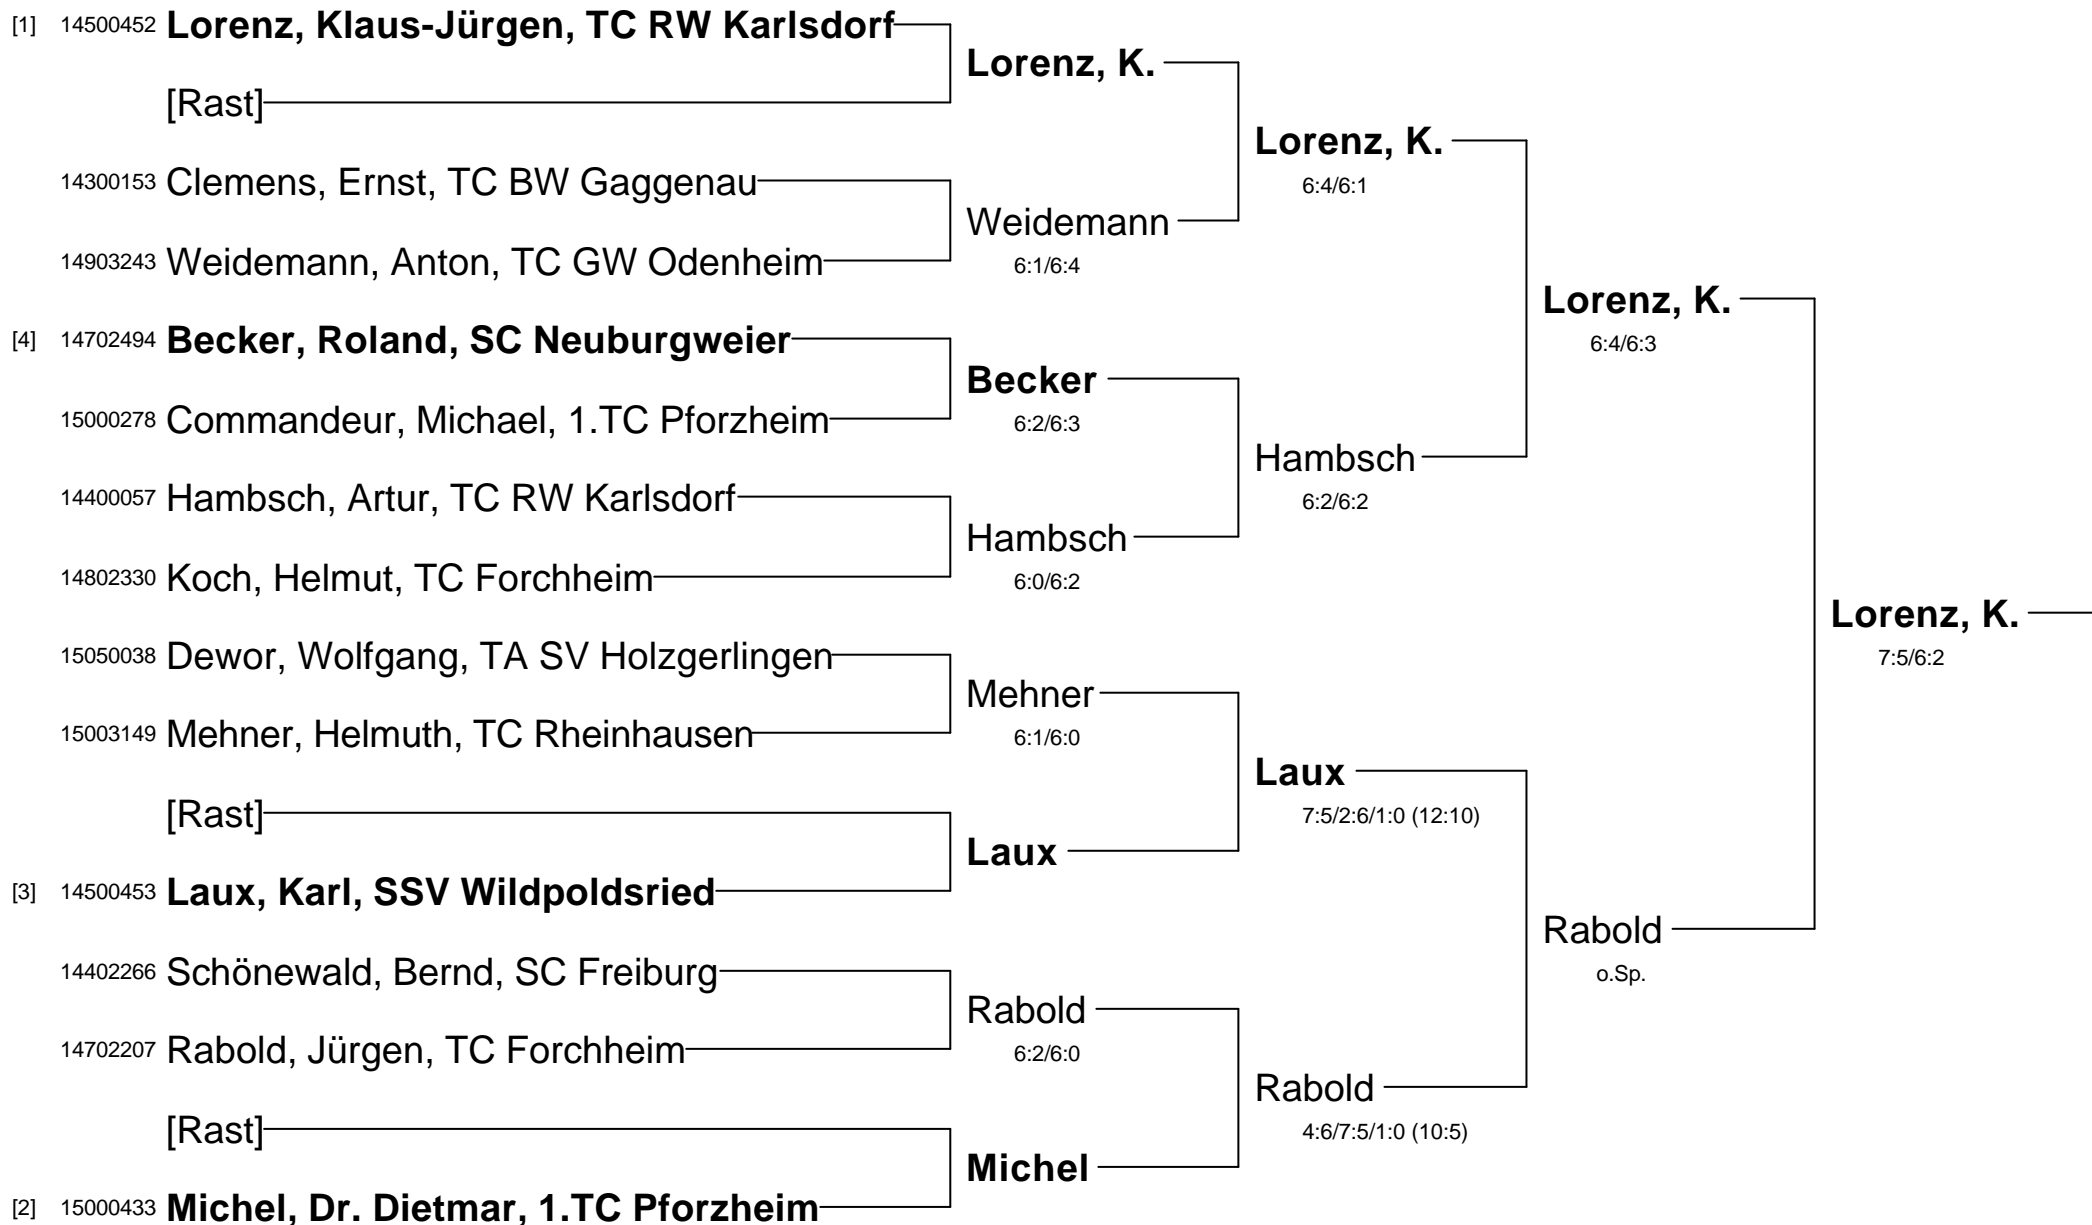 [1] 14500452 Lorenz, Klaus-Jürgen, TC RW Karlsdorf
Lorenz, K.
[Rast]
Lorenz, K.
6:4/6:1
14300153 Clemens, Ernst, TC BW Gaggenau
Weidemann
6:1/6:4
14903243 Weidemann, Anton, TC GW Odenheim
Lorenz, K.
6:4/6:3
[4] 14702494 Becker, Roland, SC Neuburgweier
Becker
6:2/6:3
15000278 Commandeur, Michael, 1.TC Pforzheim
Hambsch
6:2/6:2
14400057 Hambsch, Artur, TC RW Karlsdorf
Hambsch
6:0/6:2
14802330 Koch, Helmut, TC Forchheim
Lorenz, K.
7:5/6:2
15050038 Dewor, Wolfgang, TA SV Holzgerlingen
Mehner
6:1/6:0
15003149 Mehner, Helmuth, TC Rheinhausen
Laux
7:5/2:6/1:0 (12:10)
[Rast]
Laux
[3] 14500453 Laux, Karl, SSV Wildpoldsried
Rabold
o.Sp.
14402266 Schönewald, Bernd, SC Freiburg
Rabold
6:2/6:0
14702207 Rabold, Jürgen, TC Forchheim
Rabold
4:6/7:5/1:0 (10:5)
[Rast]
Michel
[2] 15000433 Michel, Dr. Dietmar, 1.TC Pforzheim